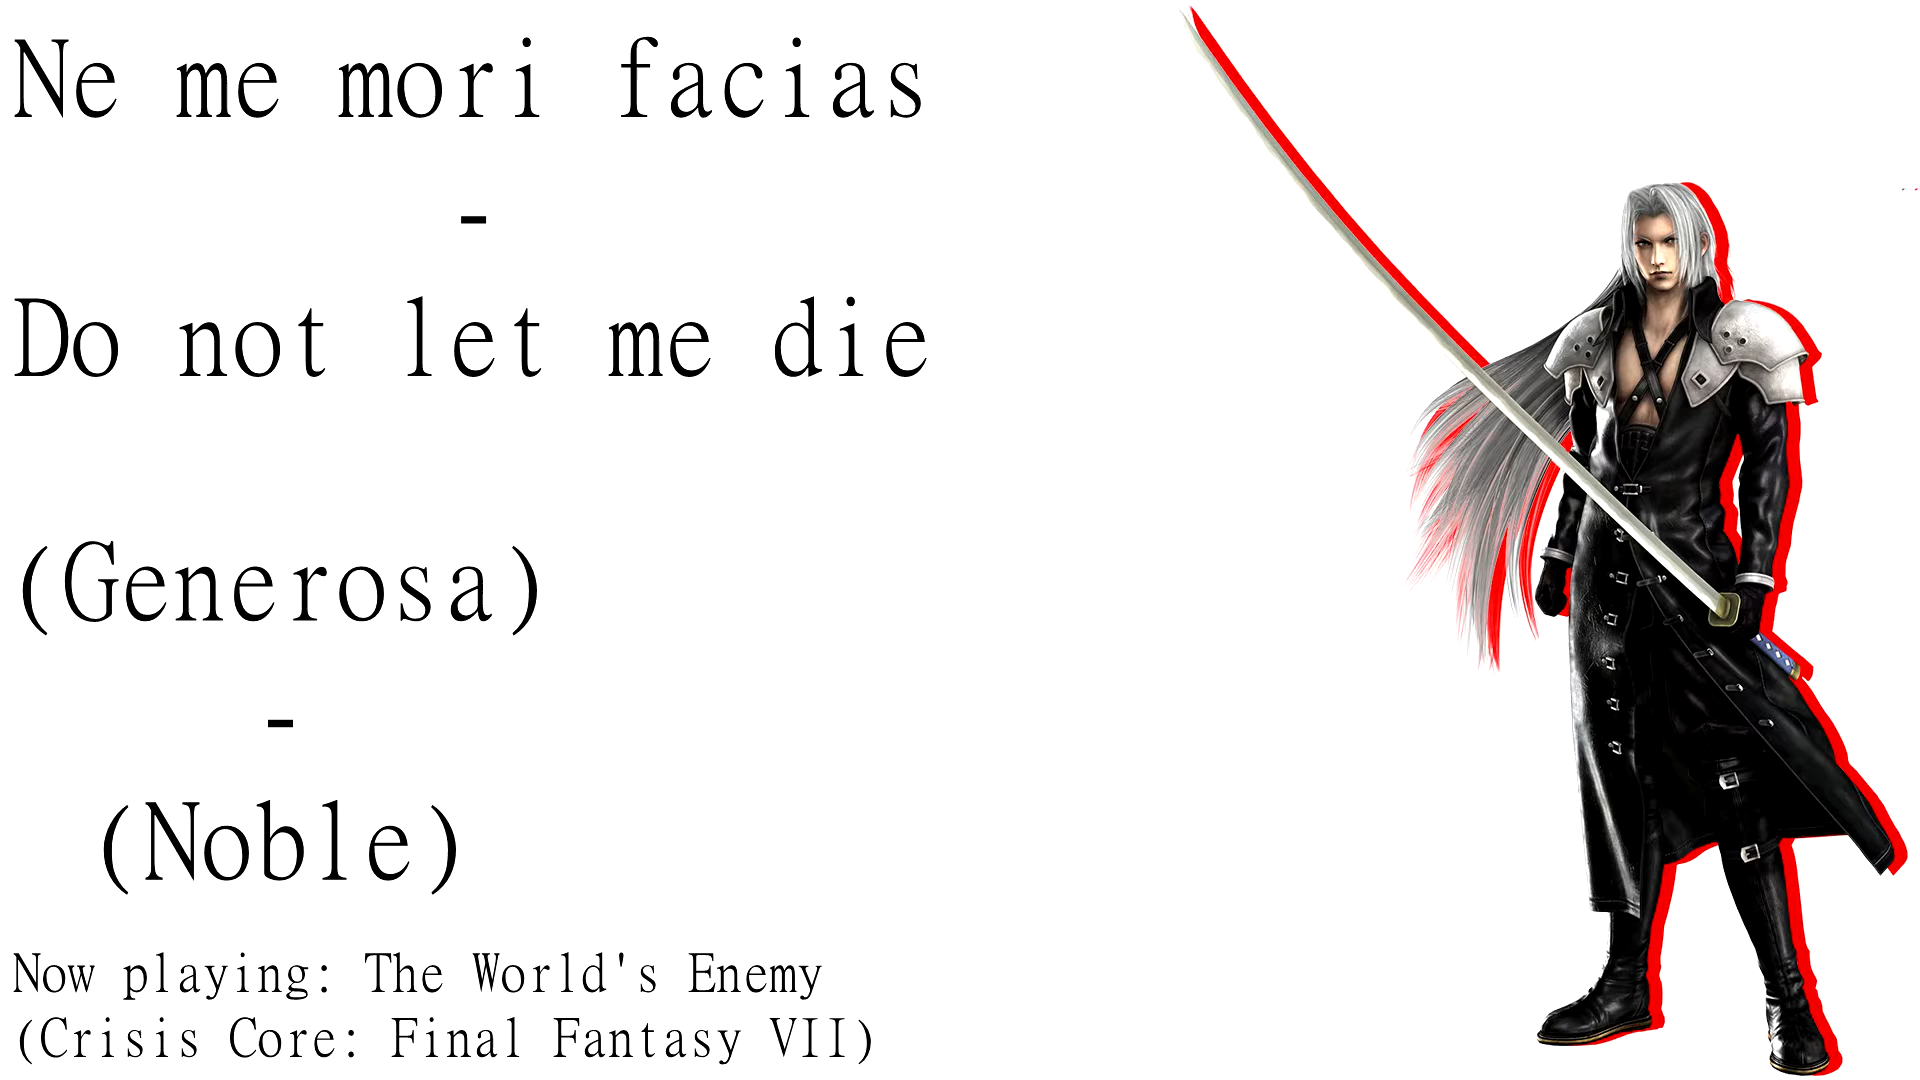 Ne me mori facias
-
Do not let me die
(Generosa)
-
(Noble)
Now playing: The World's Enemy
(Crisis Core: Final Fantasy VII)